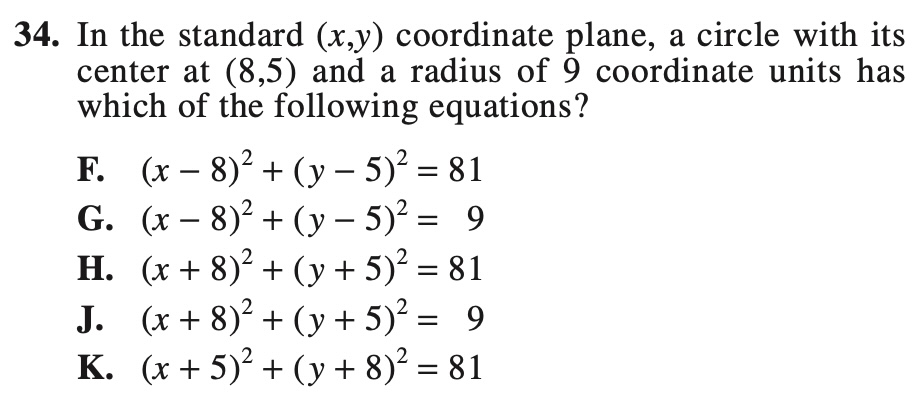 34. In the standard (x,y) coordinate plane, a circle with its
center at (8,5) and a radius of 9 coordinate units has
which of the following equations?
F. (x – 8)² + (y – 5)² = 81
G. (x – 8)² + (y – 5)² = 9
H. (x + 8)² + (y + 5)² = 81
J. (x + 8)² + (y + 5)² = 9
K. (x + 5)² + (y + 8)² = 81